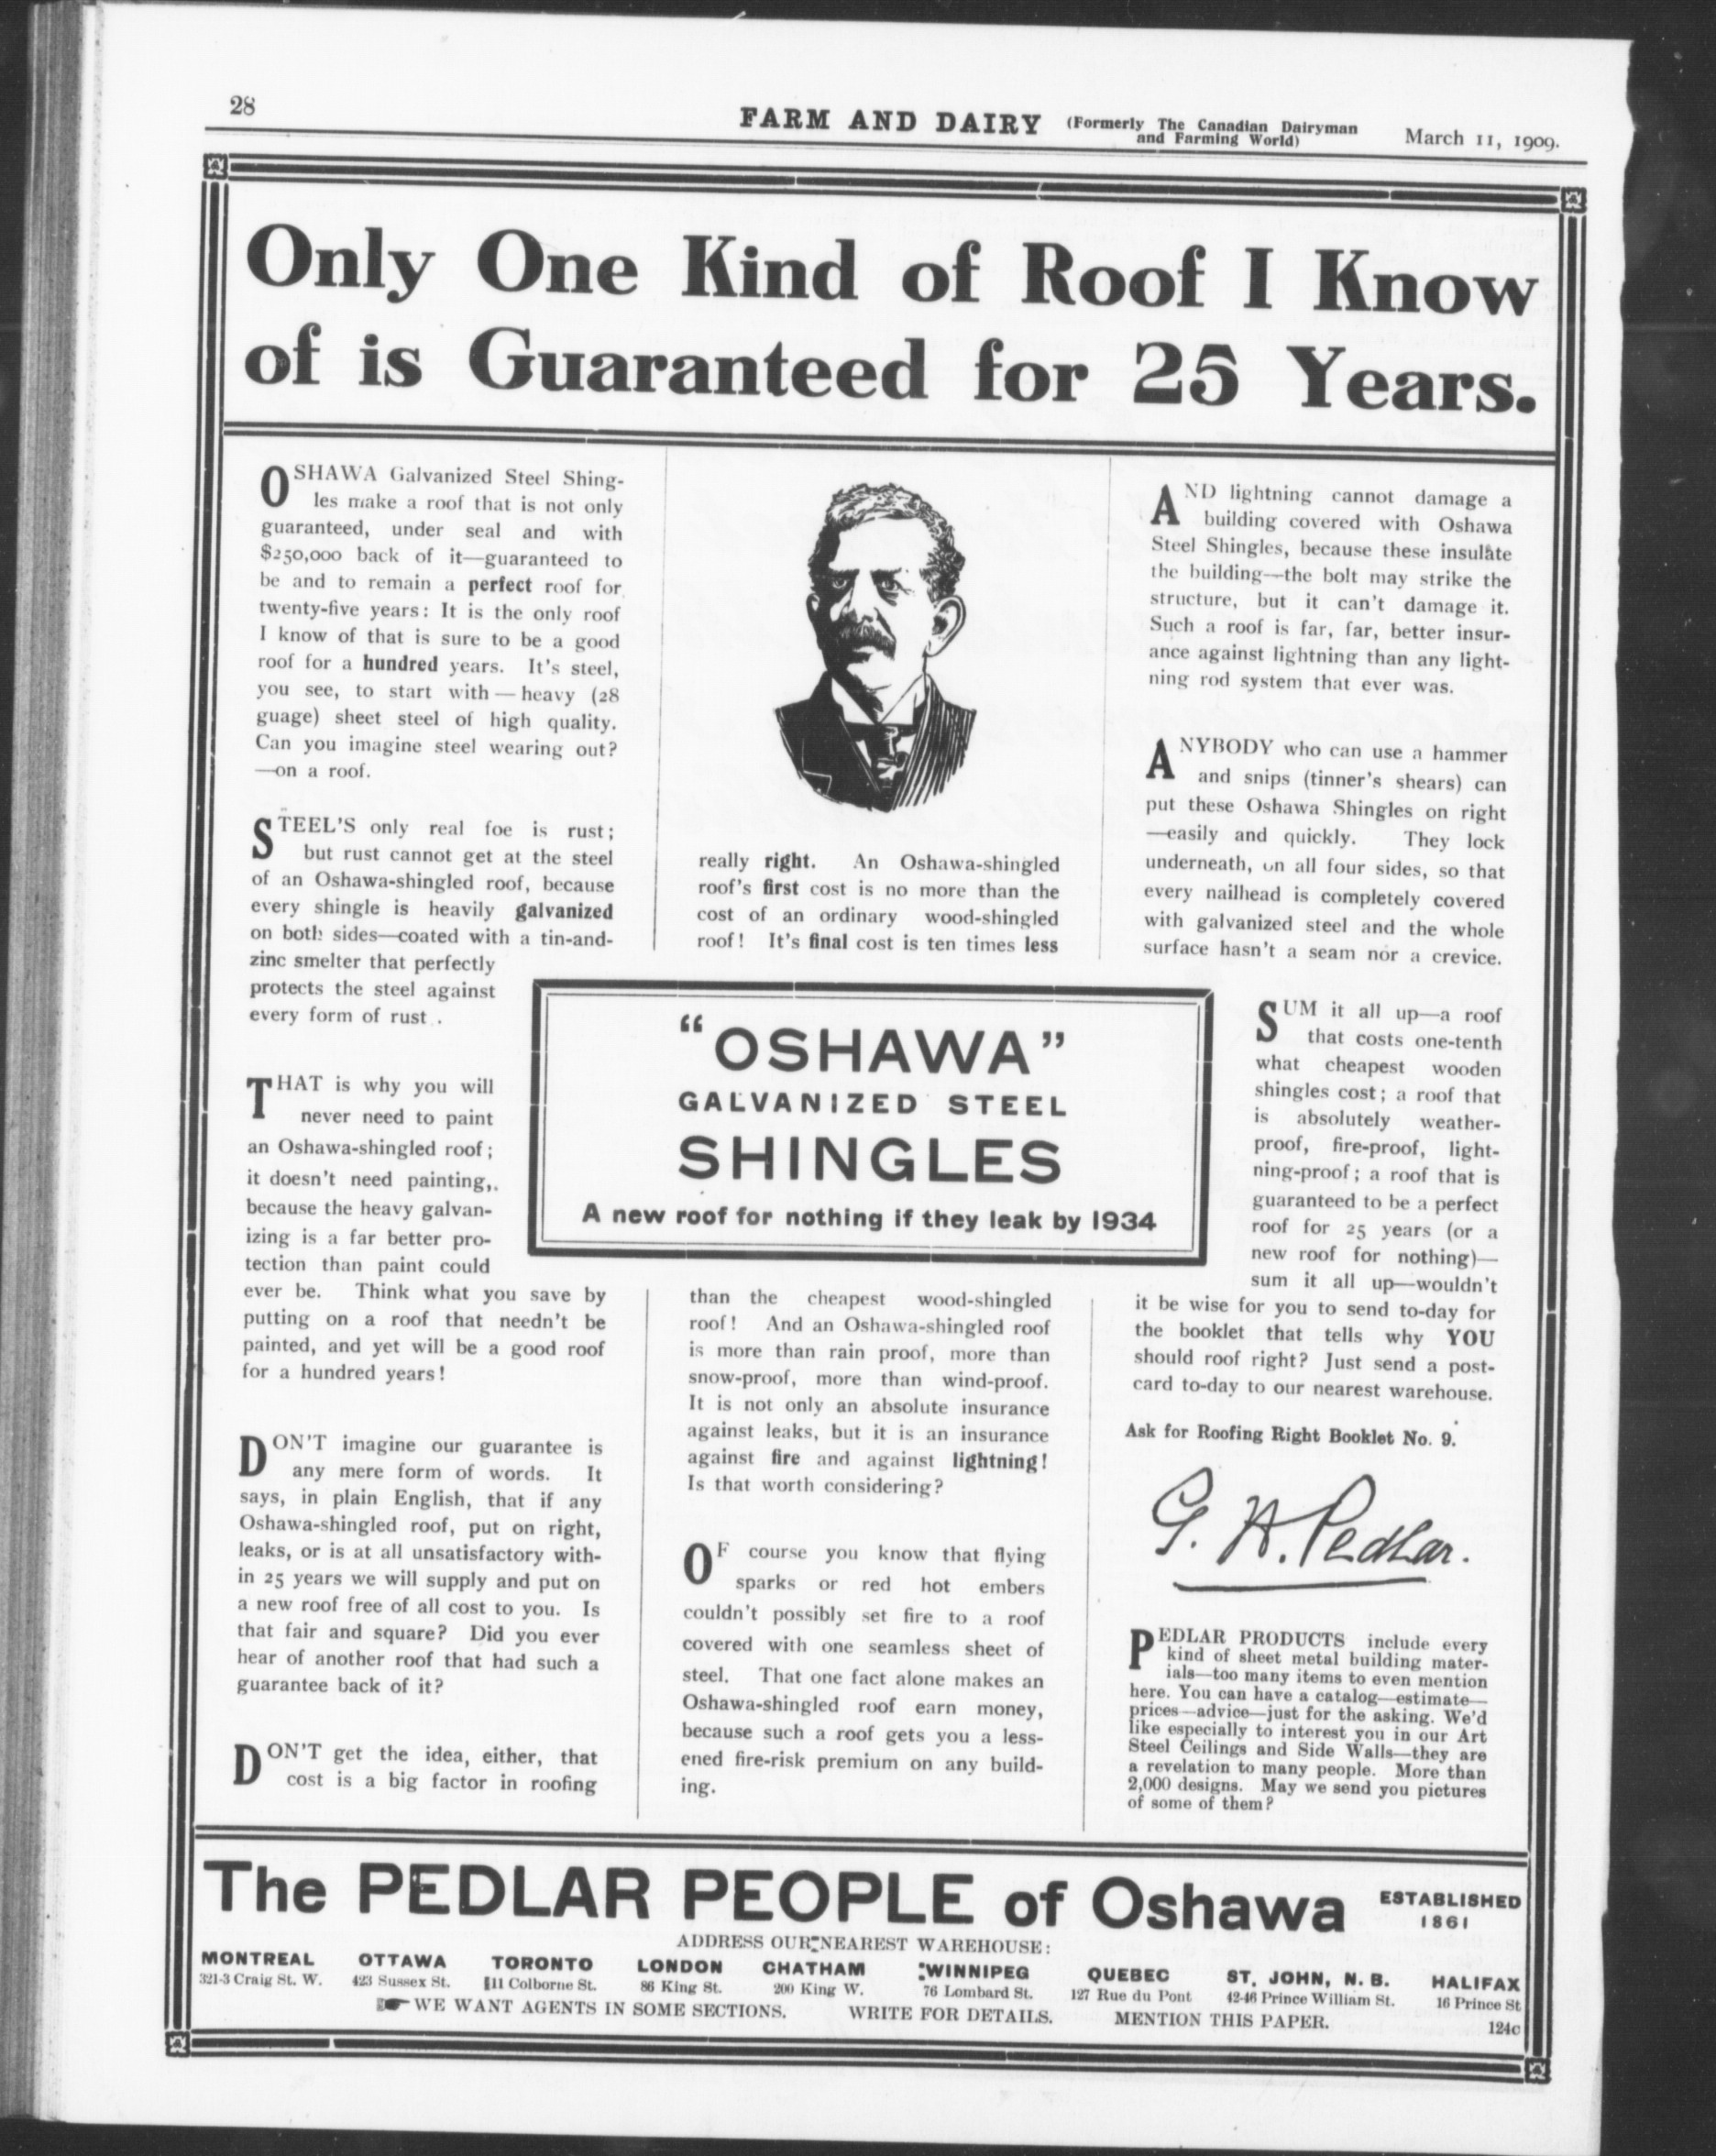 28
FARM AND DAIRY (Formerly The Canadian Dairyman
and Farming World)
March 11, 1909.
Only One Kind of Roof I Know
of is Guaranteed for 25 Years.
OSHAWA Galvanized Steel Shing-
les make a roof that is not only
guaranteed, under seal and with
$250,000 back of it—guaranteed to
be and to remain a perfect roof for
twenty-five years: It is the only roof
I know of that is sure to be a good
roof for a hundred years. It's steel,
you see, to start with—heavy (28
guage) sheet steel of high quality.
Can you imagine steel wearing out?
—on a roof.
STEEL'S only real foe is rust;
but rust cannot get at the steel
of an Oshawa-shingled roof, because
every shingle is heavily galvanized
on both sides—coated with a tin-and-
zinc smelter that perfectly
protects the steel against
every form of rust.
THAT is why you will
never need to paint
an Oshawa-shingled roof;
it doesn't need painting,.
because the heavy galvan-
izing is a far better pro-
tection than paint could
ever be. Think what you save by
putting on a roof that needn't be
painted, and yet will be a good roof
for a hundred years!
DON'T imagine our guarantee is
any mere form of words. It
says, in plain English, that if any
Oshawa-shingled roof, put on right,
leaks, or is at all unsatisfactory with-
in 25 years we will supply and put on
a new roof free of all cost to you. Is
that fair and square? Did you ever
hear of another roof that had such a
guarantee back of it?
DON'T get the idea, either, that
cost is a big factor in roofing
really right. An Oshawa-shingled
roof's first cost is no more than the
cost of an ordinary wood-shingled
roof! It's final cost is ten times less
"OSHAWA"
GALVANIZED STEEL
SHINGLES
A new roof for nothing if they leak by 1934
than the cheapest wood-shingled
roof! And an Oshawa-shingled roof
is more than rain proof, more than
snow-proof, more than wind-proof.
It is not only an absolute insurance
against leaks, but it is an insurance
against fire and against lightning!
Is that worth considering?
OF course you know that flying
sparks or red hot embers
couldn't possibly set fire to a roof
covered with one seamless sheet of
steel. That one fact alone makes an
Oshawa-shingled roof earn money,
because such a roof gets you a less-
ened fire-risk premium on any build-
ing.
AND lightning cannot damage a
building covered with Oshawa
Steel Shingles, because these insulate
the building—the bolt may strike the
structure, but it can't damage it.
Such a roof is far, far, better insur-
ance against lightning than any light-
ning rod system that ever was.
ANYBODY who can use a hammer
and snips (tinner's shears) can
put these Oshawa Shingles on right
—easily and quickly. They lock
underneath, on all four sides, so that
every nailhead is completely covered
with galvanized steel and the whole
surface hasn't a seam nor a crevice.
SUM it all up—a roof
that costs one-tenth
what cheapest wooden
shingles cost; a roof that
is absolutely weather-
proof, fire-proof, light-
ning-proof; a roof that is
guaranteed to be a perfect
roof for 25 years (or a
new roof for nothing)—
sum it all up—wouldn't
it be wise for you to send to-day for
the booklet that tells why YOU
should roof right? Just send a post-
card to-day to our nearest warehouse.
Ask for Roofing Right Booklet No. 9.
G. H. Pedlar.
PEDLAR PRODUCTS include every
kind of sheet metal building mater-
ials—too many items to even mention
here. You can have a catalog—estimate—
prices—advice—just for the asking. We'd
like especially to interest you in our Art
Steel Ceilings and Side Walls—they are
a revelation to many people. More than
2,000 designs. May we send you pictures
of some of them?
The PEDLAR PEOPLE of Oshawa
ESTABLISHED
1861
ADDRESS OUR NEAREST WAREHOUSE:
MONTREAL OTTAWA TORONTO LONDON CHATHAM WINNIPEG QUEBEC ST. JOHN, N. B. HALIFAX
321-3 Craig St. W. 423 Sussex St. 111 Colborne St. 86 King St. 200 King W. 76 Lombard St. 127 Rue du Pont 42-46 Prince William St. 16 Prince St
WE WANT AGENTS IN SOME SECTIONS. WRITE FOR DETAILS. MENTION THIS PAPER.
124c